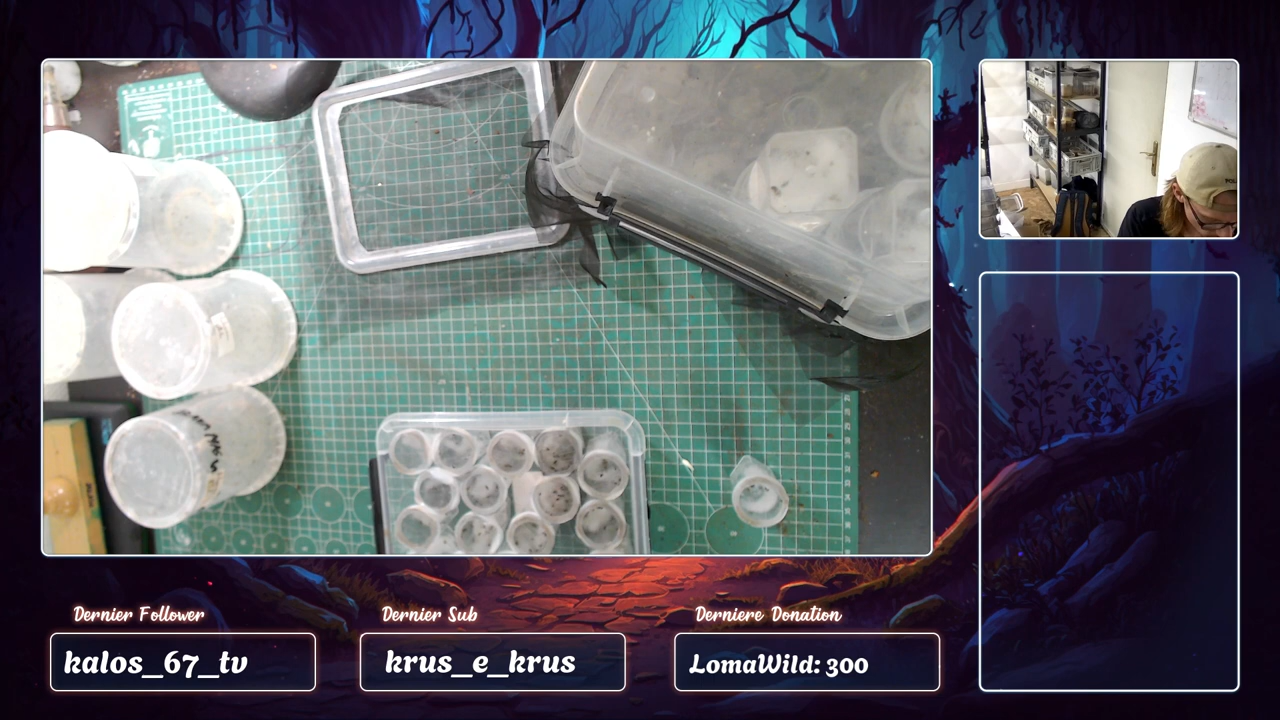 Dernier Follower
kalos_67_tv
Dernier Sub
krus_e_krus
Derniere Donation
LomaWild: 300